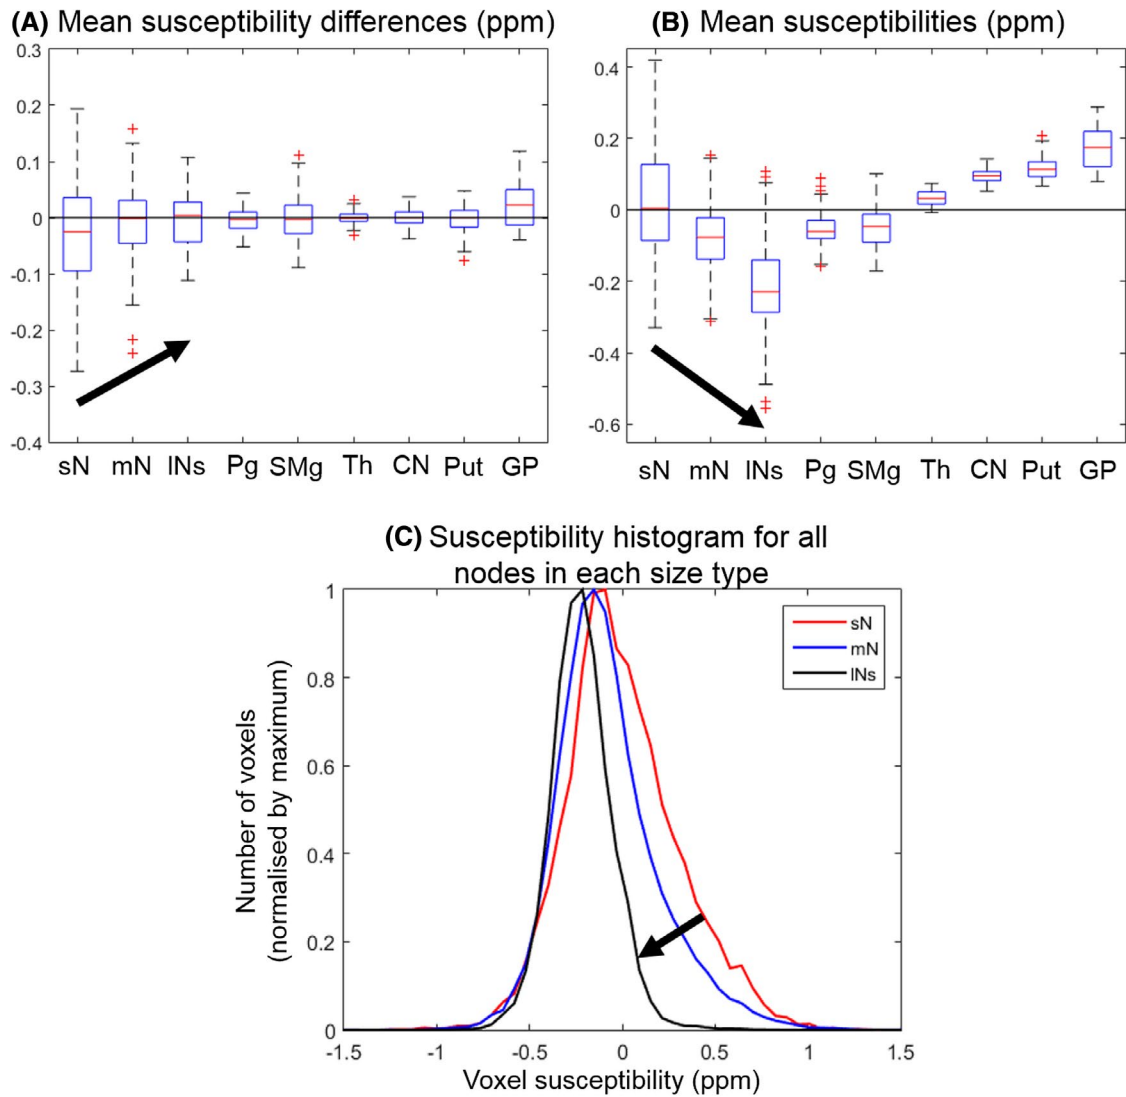 (A) Mean susceptibility differences (ppm)
0.3
0.2
0.1
0
-0.1
-0.2
-0.3
-0.4
sN mN lNs Pg SMg Th CN Put GP
(B) Mean susceptibilities (ppm)
0.4
0.2
0
-0.2
-0.4
-0.6
sN mN lNs Pg SMg Th CN Put GP
(C) Susceptibility histogram for all
nodes in each size type
Number of voxels
(normalised by maximum)
1
0.8
0.6
0.4
0.2
0
sN
mN
lNs
-1.5 -1 -0.5 0 0.5 1 1.5
Voxel susceptibility (ppm)